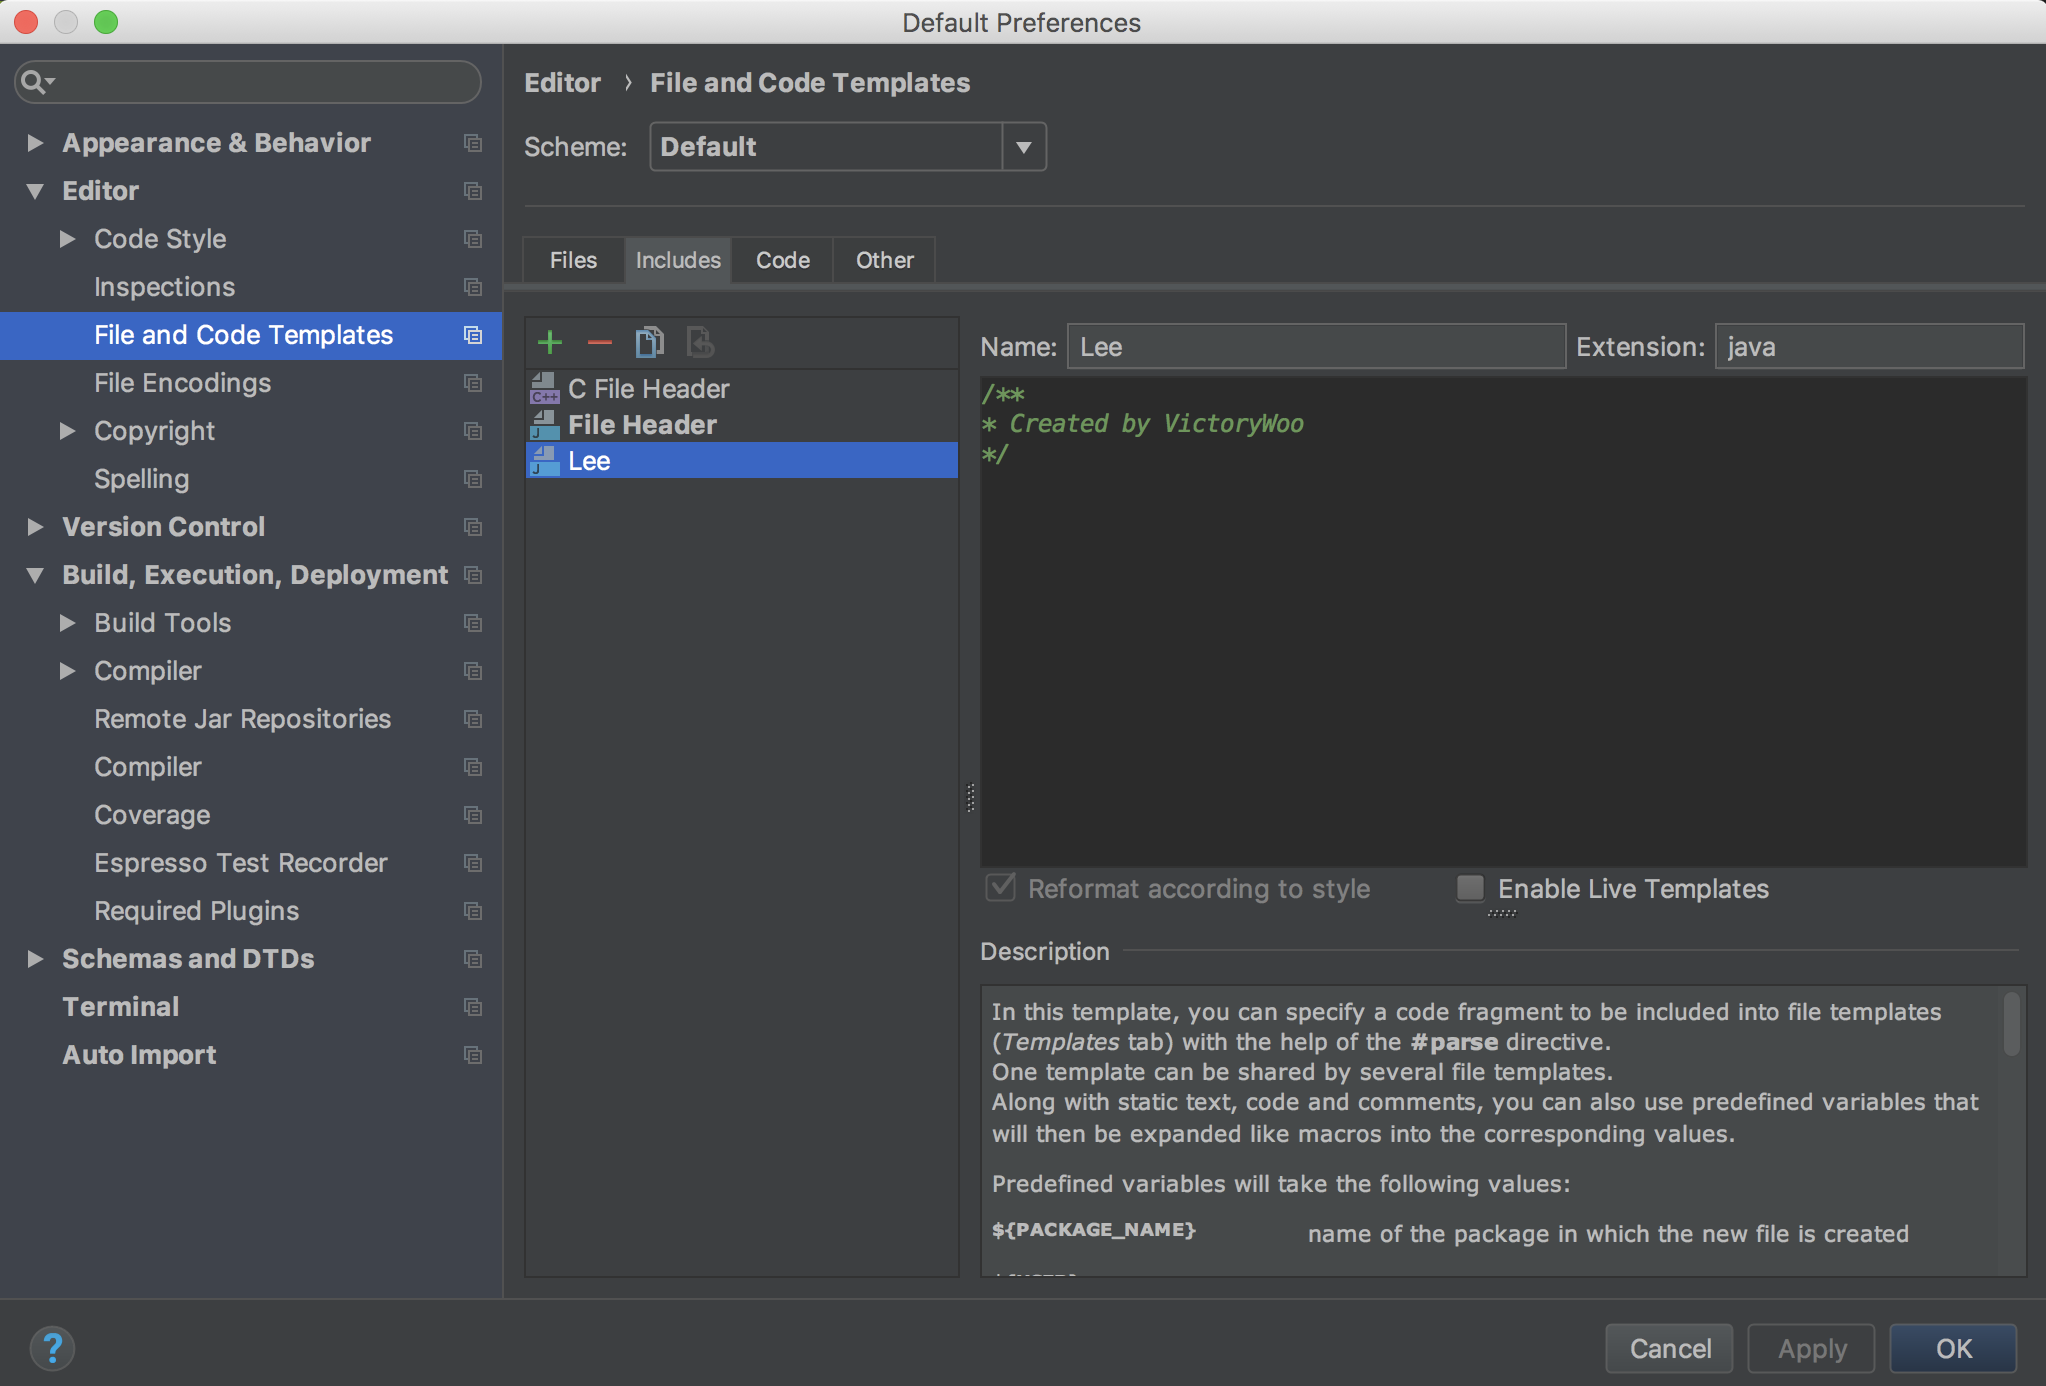 Default Preferences
Editor › File and Code Templates
Scheme: Default
Appearance & Behavior
Editor
Code Style
Inspections
File and Code Templates
File Encodings
Copyright
Spelling
Version Control
Build, Execution, Deployment
Build Tools
Compiler
Remote Jar Repositories
Compiler
Coverage
Espresso Test Recorder
Required Plugins
Schemas and DTDs
Terminal
Auto Import
Files Includes Code Other
C++ C File Header
J File Header
J Lee
Name: Lee Extension: java
/**
* Created by VictoryWoo
*/
Reformat according to style Enable Live Templates
Description
In this template, you can specify a code fragment to be included into file templates
(Templates tab) with the help of the #parse directive.
One template can be shared by several file templates.
Along with static text, code and comments, you can also use predefined variables that
will then be expanded like macros into the corresponding values.
Predefined variables will take the following values:
${PACKAGE_NAME} name of the package in which the new file is created
? Cancel Apply OK